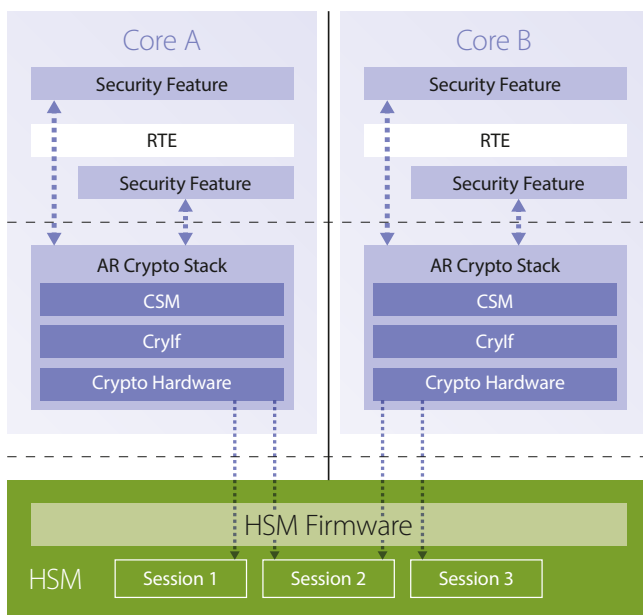 Core A
Security Feature
RTE
Security Feature
AR Crypto Stack
CSM
CryIf
Crypto Hardware
Core B
Security Feature
RTE
Security Feature
AR Crypto Stack
CSM
CryIf
Crypto Hardware
HSM Firmware
HSM
Session 1
Session 2
Session 3